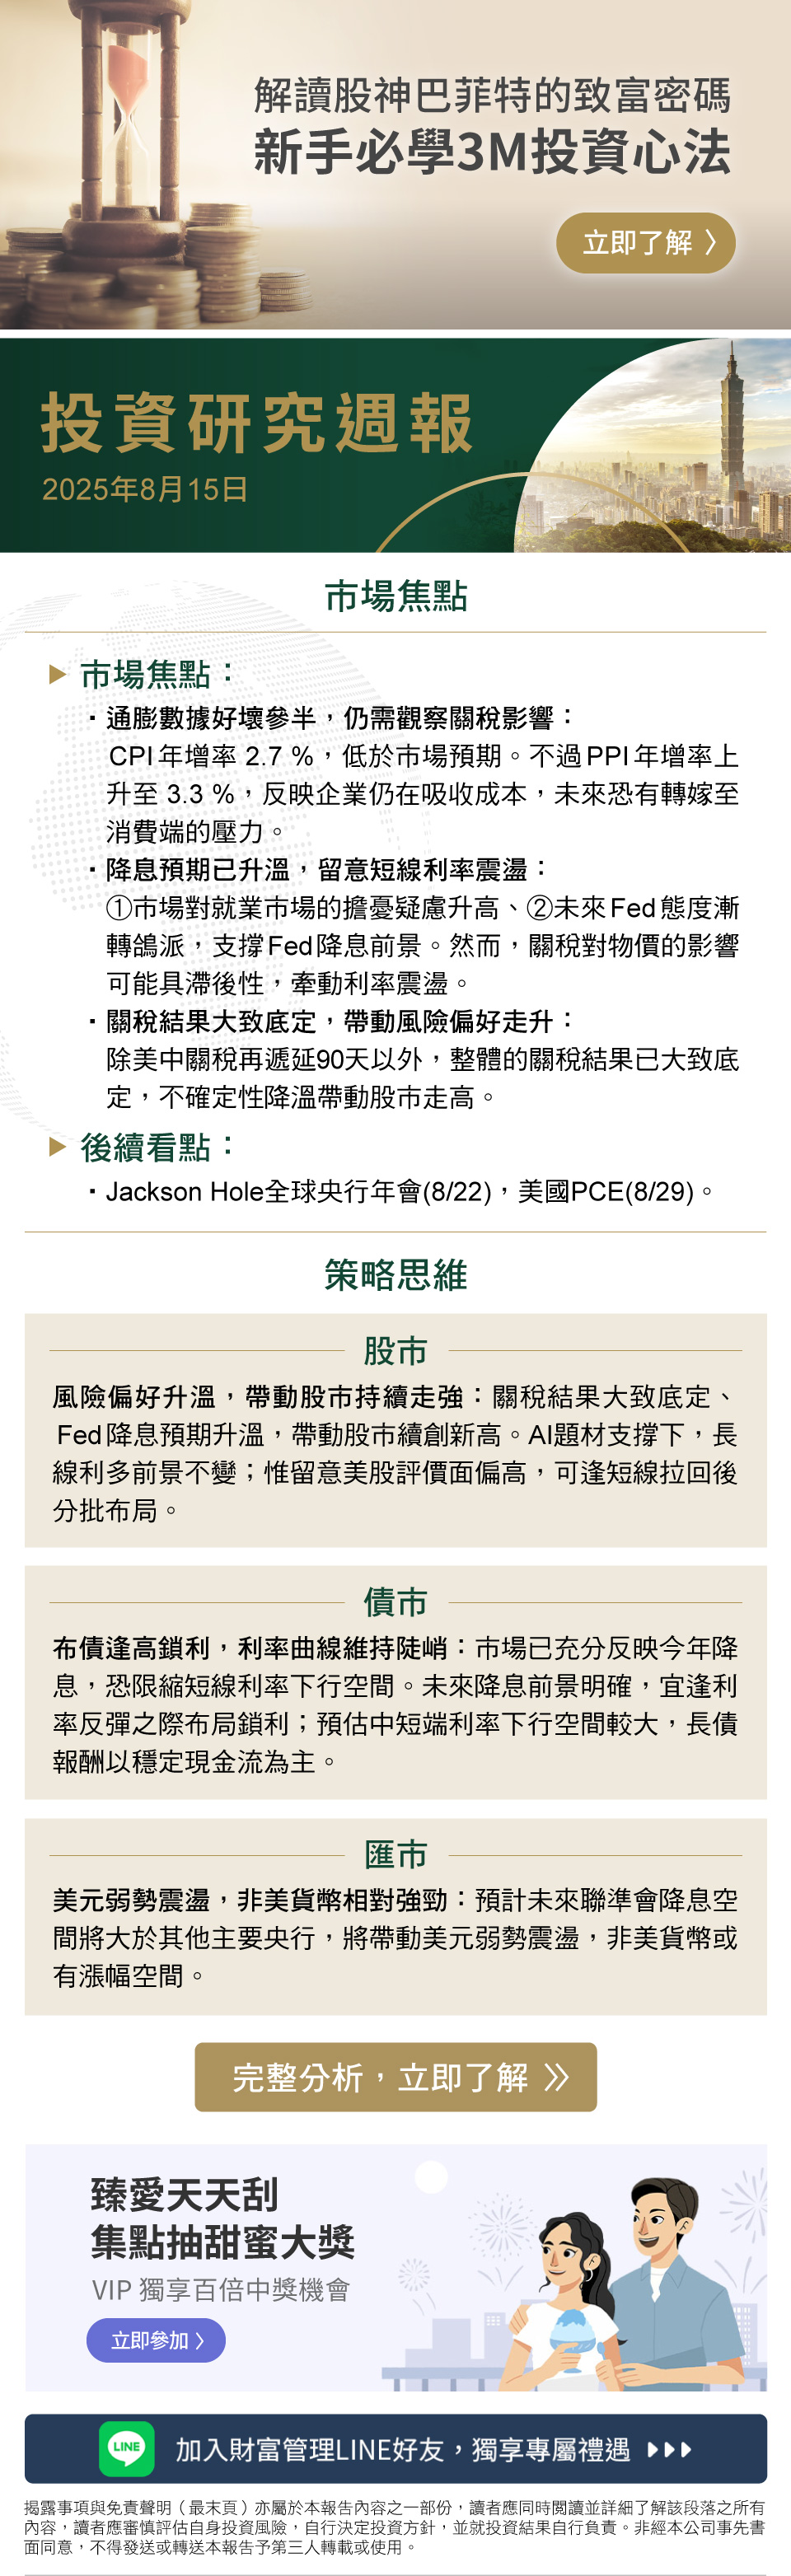 解讀股神巴菲特的致富密碼
新手必學3M投資心法
立即了解 〉
投資研究週報
2025年8月15日
市場焦點
▶ 市場焦點：
・通膨數據好壞參半，仍需觀察關稅影響：
CPI年增率 2.7 %，低於市場預期。不過PPI年增率上
升至 3.3 %，反映企業仍在吸收成本，未來恐有轉嫁至
消費端的壓力。
・降息預期已升溫，留意短線利率震盪：
①市場對就業市場的擔憂疑慮升高、②未來Fed態度漸
轉鴿派，支撐Fed降息前景。然而，關稅對物價的影響
可能具滯後性，牽動利率震盪。
・關稅結果大致底定，帶動風險偏好走升：
除美中關稅再遞延90天以外，整體的關稅結果已大致底
定，不確定性降溫帶動股市走高。
▶ 後續看點：
・Jackson Hole全球央行年會(8/22)，美國PCE(8/29)。
策略思維
股市
風險偏好升溫，帶動股市持續走強：關稅結果大致底定、
Fed降息預期升溫，帶動股市續創新高。AI題材支撐下，長
線利多前景不變；惟留意美股評價面偏高，可逢短線拉回後
分批布局。
債市
布債逢高鎖利，利率曲線維持陡峭：市場已充分反映今年降
息，恐限縮短線利率下行空間。未來降息前景明確，宜逢利
率反彈之際布局鎖利；預估中短端利率下行空間較大，長債
報酬以穩定現金流為主。
匯市
美元弱勢震盪，非美貨幣相對強勁：預計未來聯準會降息空
間將大於其他主要央行，將帶動美元弱勢震盪，非美貨幣或
有漲幅空間。
完整分析，立即了解 》
臻愛天天刮
集點抽甜蜜大獎
VIP 獨享百倍中獎機會
立即參加 〉
LINE 加入財富管理LINE好友，獨享專屬禮遇 ▶▶▶
揭露事項與免責聲明（最末頁）亦屬於本報告內容之一部份，讀者應同時閱讀並詳細了解該段落之所有
內容，讀者應審慎評估自身投資風險，自行決定投資方針，並就投資結果自行負責。非經本公司事先書
面同意，不得發送或轉送本報告予第三人轉載或使用。